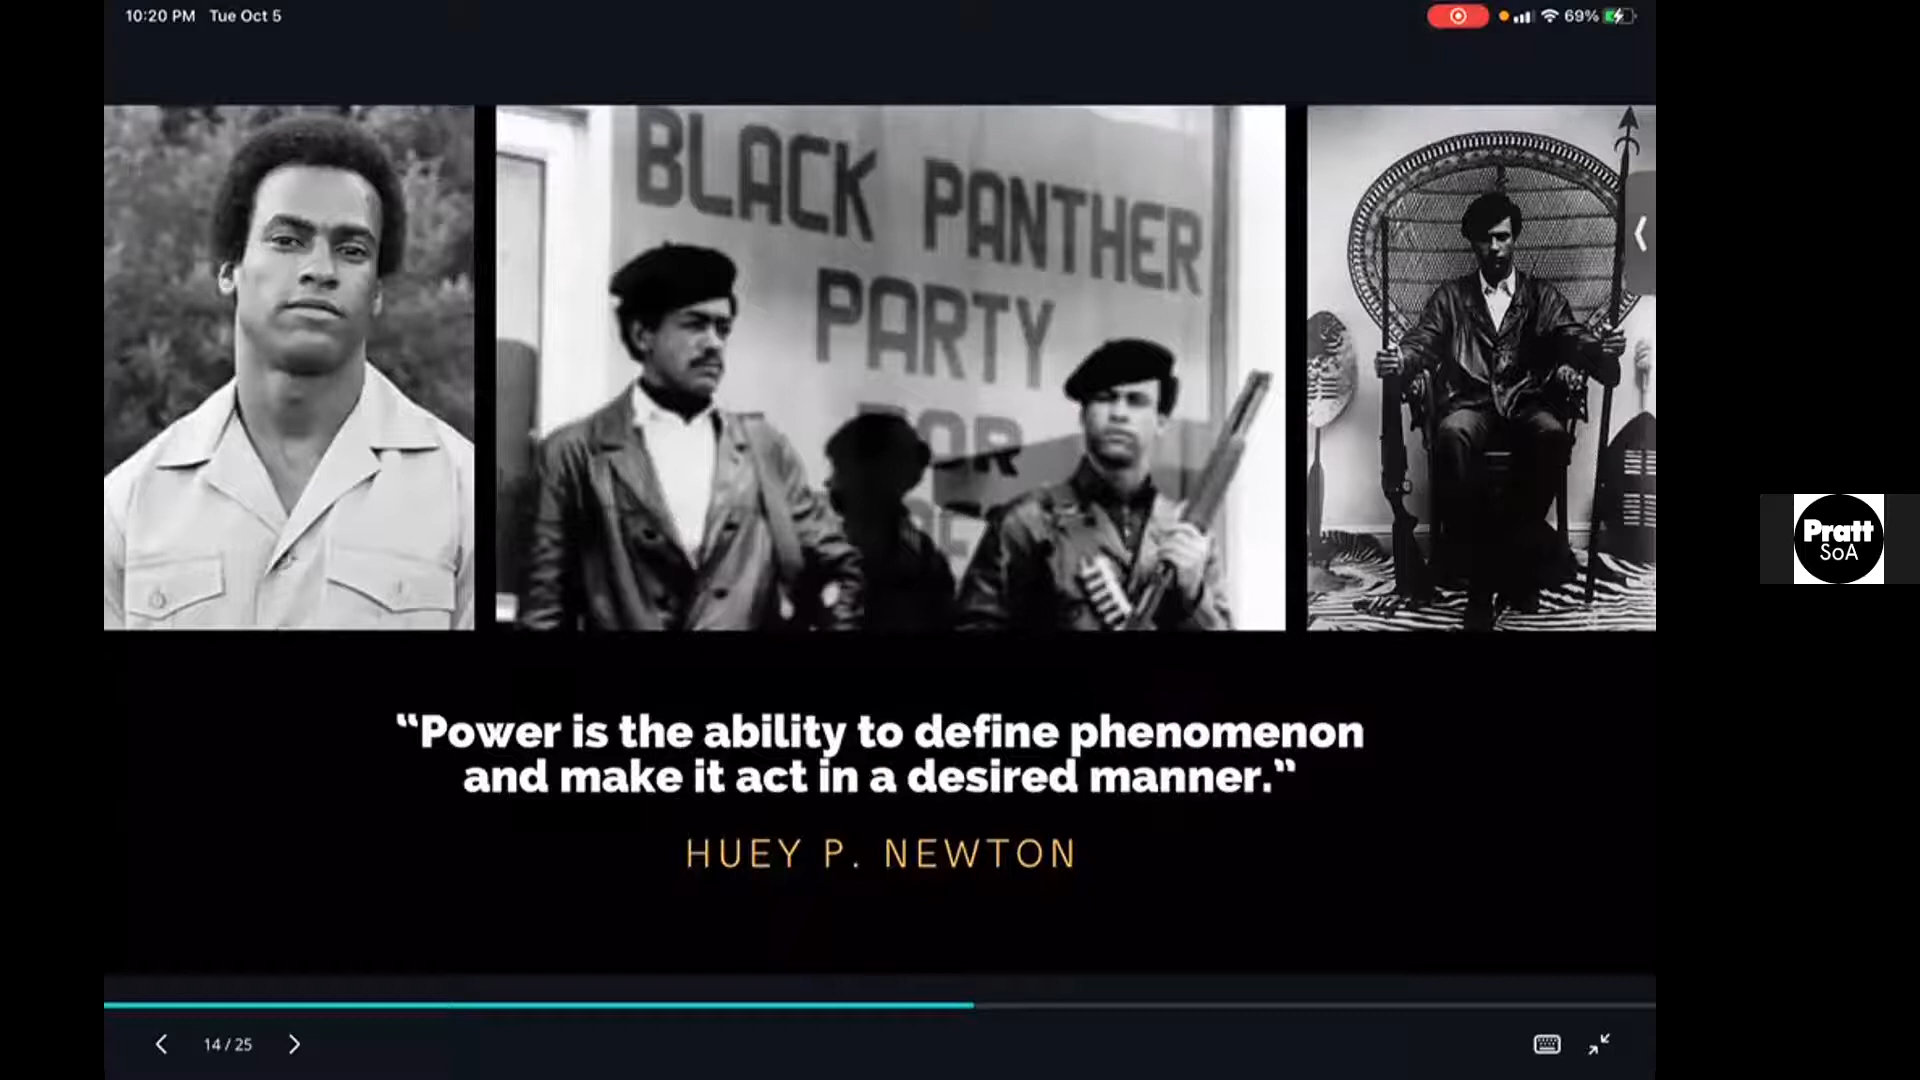 10:20 PM Tue Oct 5
69%
BLACK PANTHER
PARTY
FOR
“Power is the ability to define phenomenon
and make it act in a desired manner.”
HUEY P. NEWTON
14 / 25
Pratt
SoA